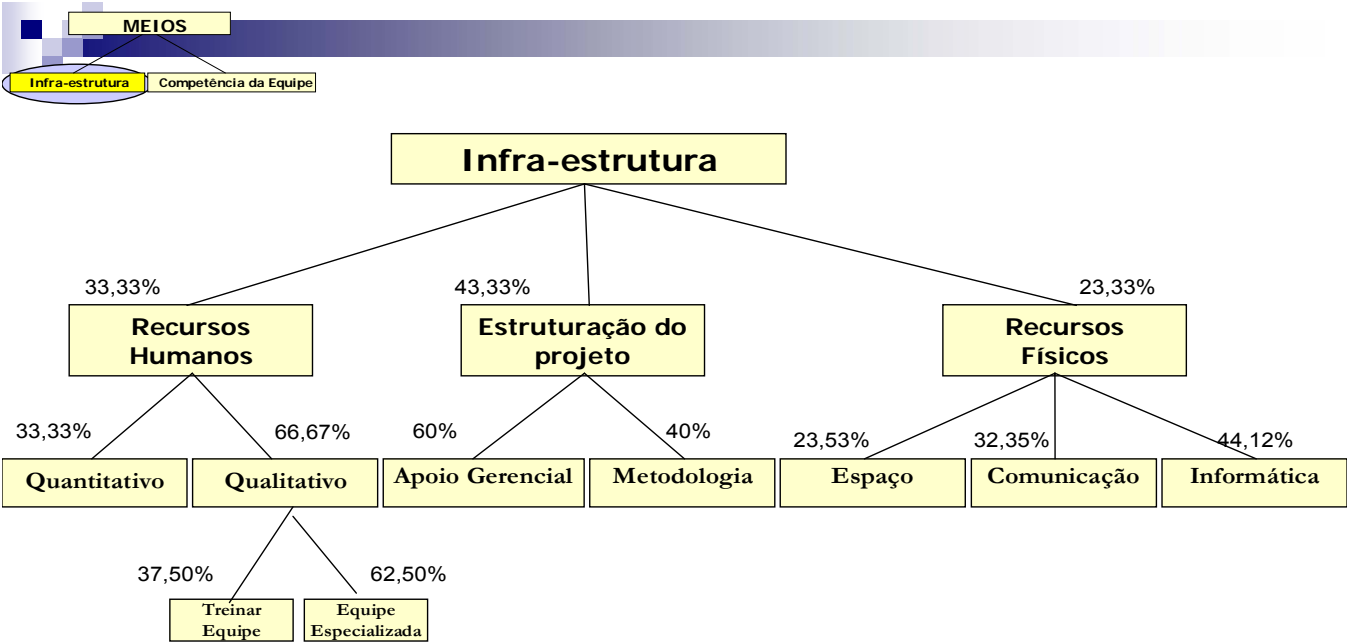 MEIOS
Infra-estrutura
Competência da Equipe
Infra-estrutura
33,33%
43,33%
23,33%
Recursos
Humanos
Estruturação do
projeto
Recursos
Físicos
33,33%
66,67%
60%
40%
23,53%
32,35%
44,12%
Quantitativo
Qualitativo
Apoio Gerencial
Metodologia
Espaço
Comunicação
Informática
37,50%
62,50%
Treinar
Equipe
Equipe
Especializada